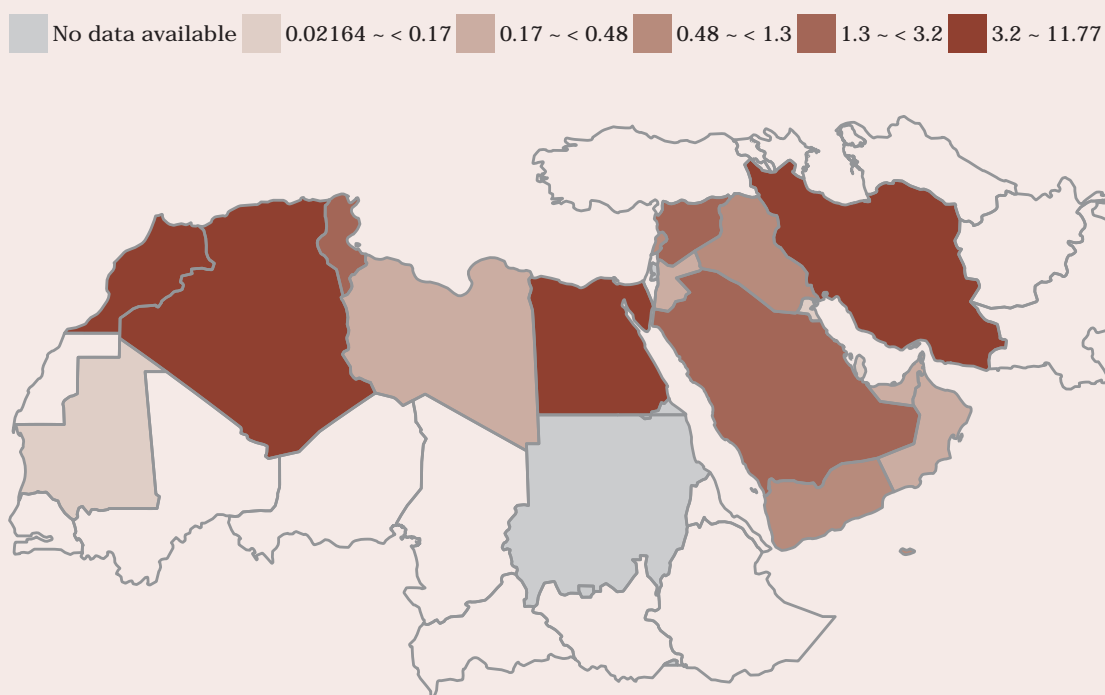 No data available 0.02164 ~ < 0.17 0.17 ~ < 0.48 0.48 ~ < 1.3 1.3 ~ < 3.2 3.2 ~ 11.77